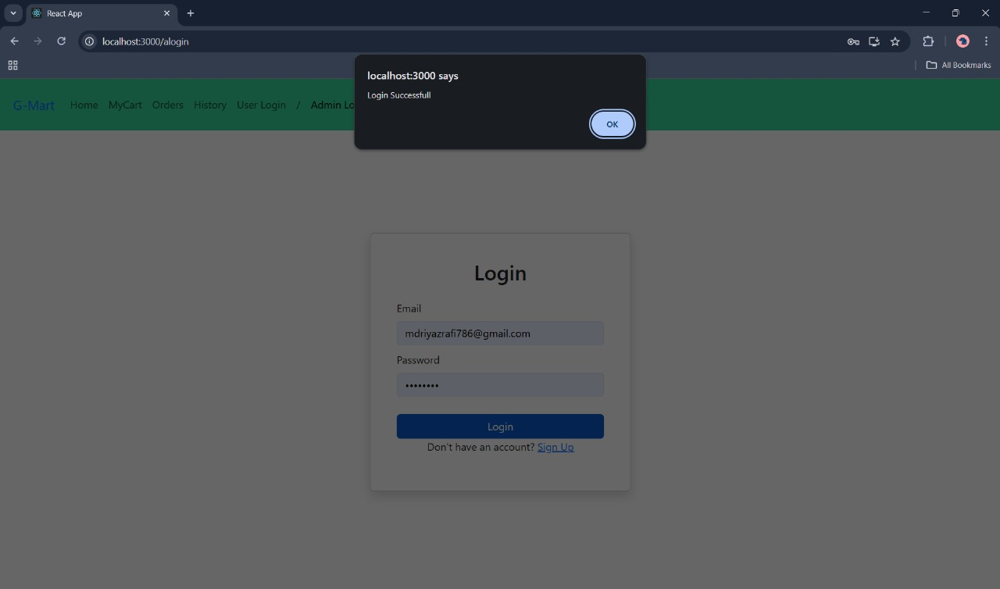 React App
localhost:3000/alogin
All Bookmarks
localhost:3000 says
Login Successfull
OK
G-Mart Home MyCart Orders History User Login / Admin Lo
Login
Email
mdriyazrafi786@gmail.com
Password
Login
Don't have an account? Sign Up